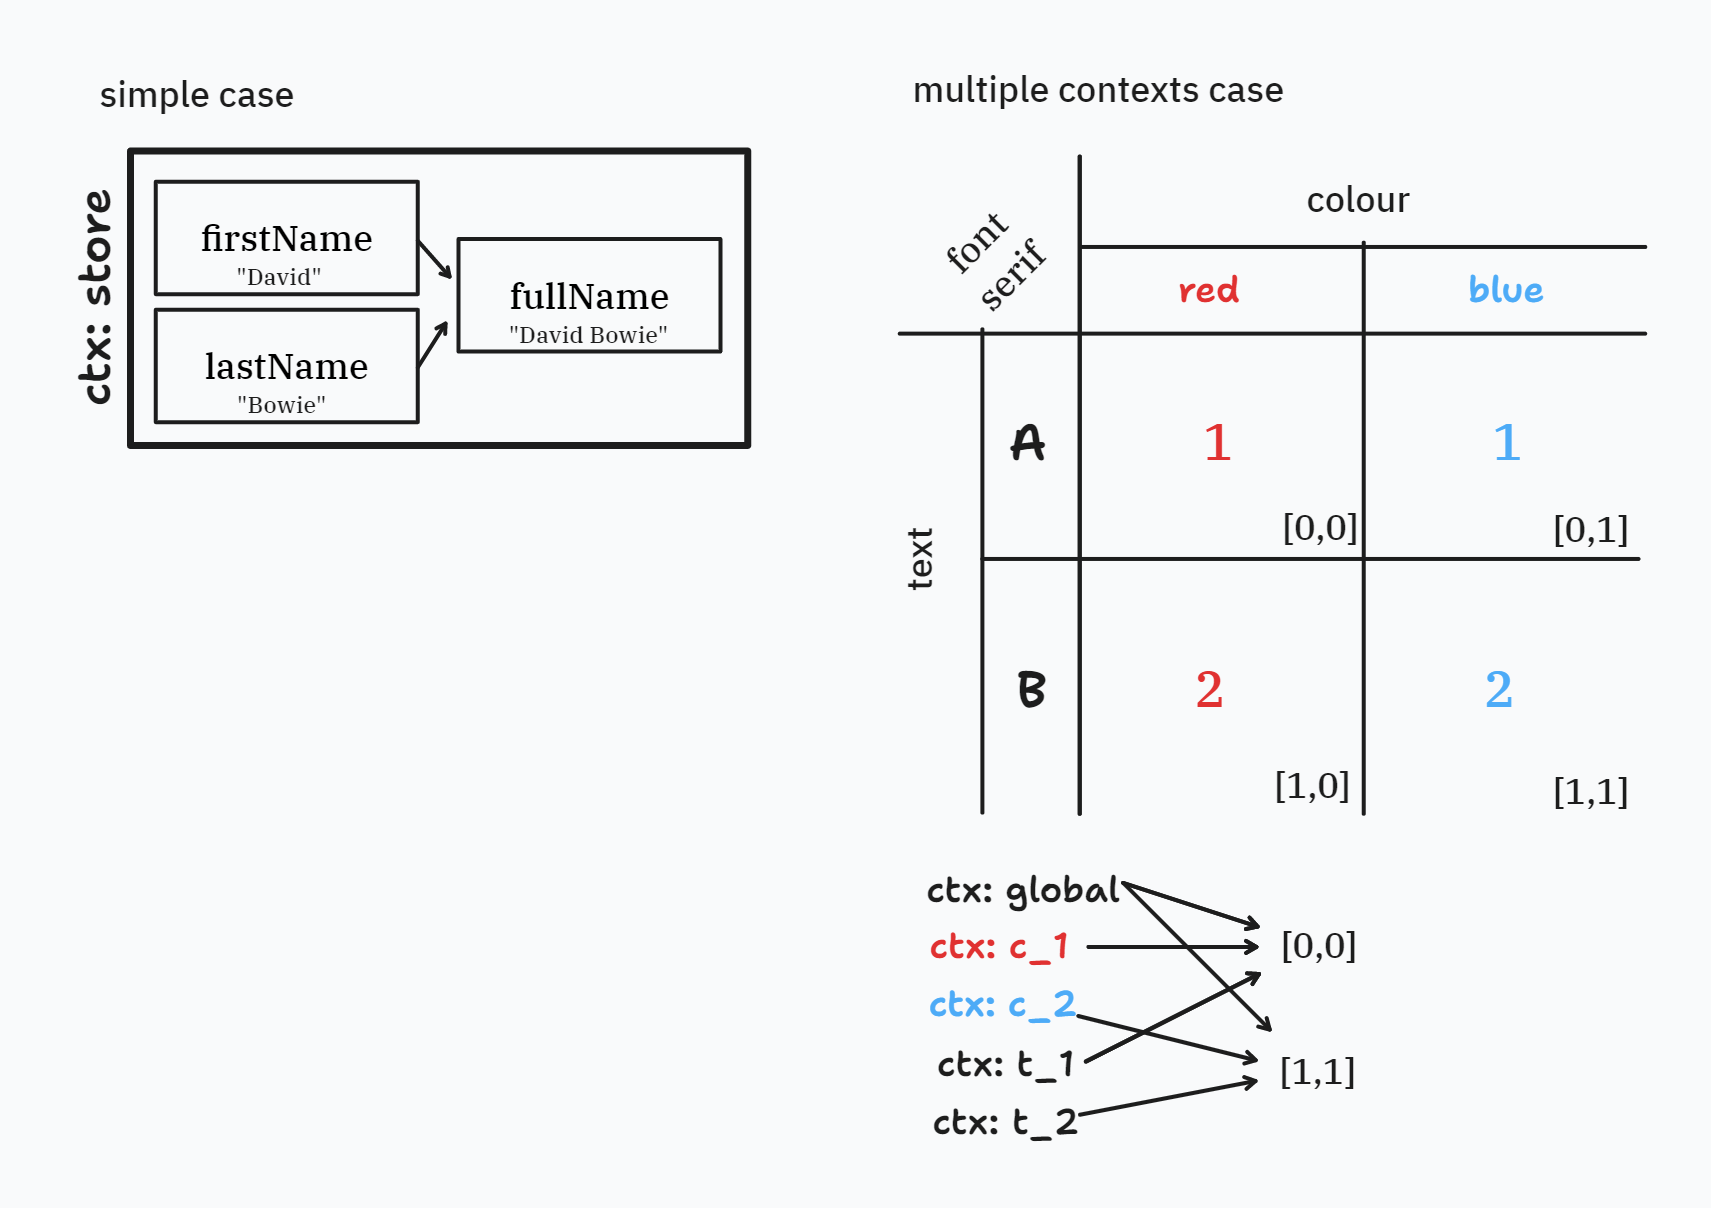 simple case
ctx: store
firstName
"David"
lastName
"Bowie"
fullName
"David Bowie"
multiple contexts case
font
serif
colour
red
blue
text
A
1
[0,0]
1
[0,1]
B
2
[1,0]
2
[1,1]
ctx: global
ctx: c_1
ctx: c_2
ctx: t_1
ctx: t_2
[0,0]
[1,1]